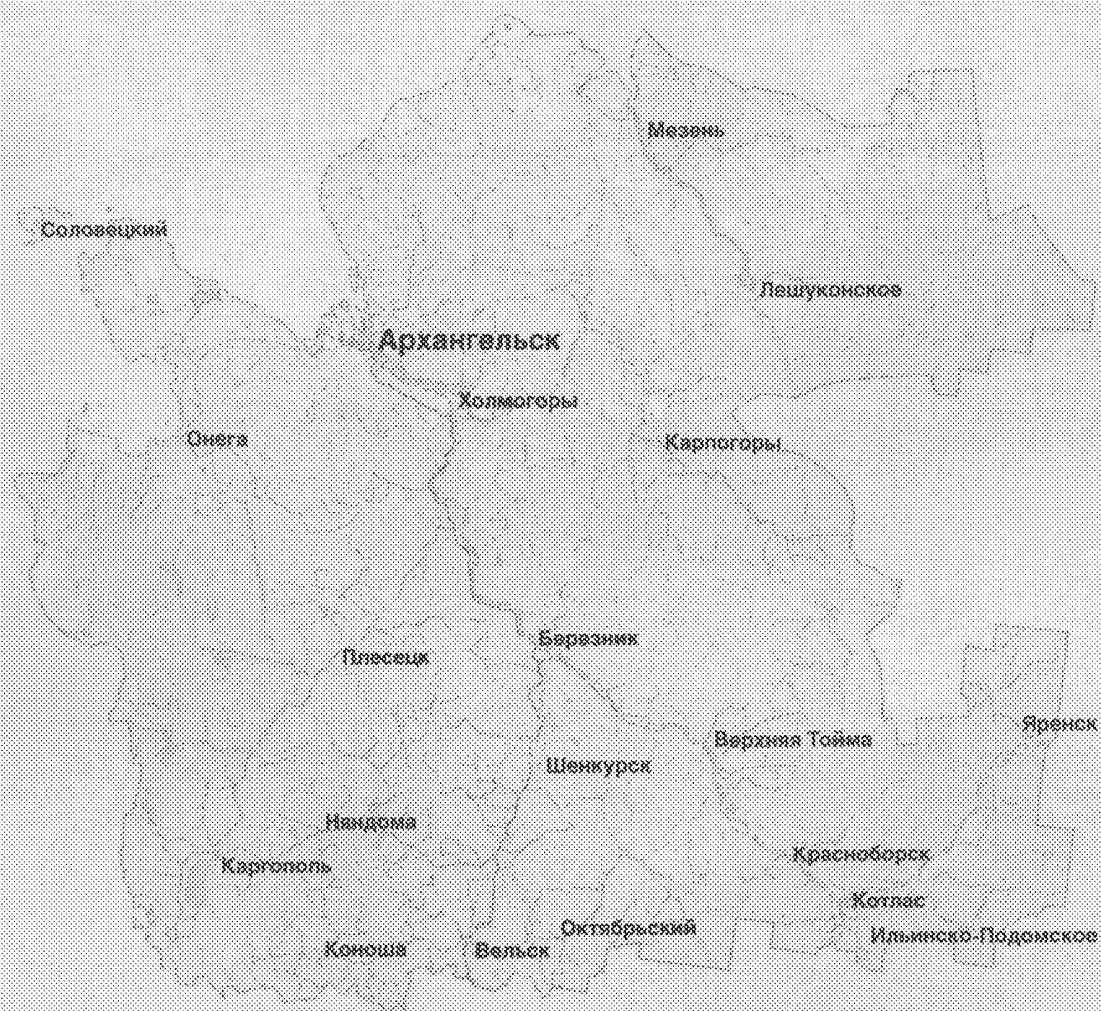 Мезень
Соловецкий
Лешуконское
Архангельск
Холмогоры
Онега
Карпогоры
Березник
Плесецк
Яренск
Верхняя Тойма
Шенкурск
Няндома
Красноборск
Каргополь
Котлас
Октябрьский
Ильинско-Подомское
Коноша
Вельск